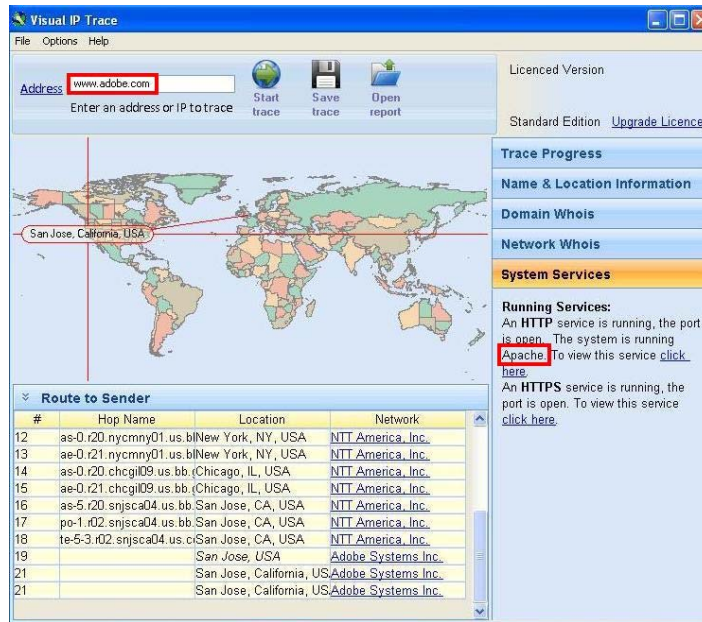 Visual IP Trace
File Options Help
Address www.adobe.com
Enter an address or IP to trace
Start trace
Save trace
Open report
Licenced Version
Standard Edition Upgrade Licence
San Jose, California, USA
Trace Progress
Name & Location Information
Domain Whois
Network Whois
System Services
Running Services:
An HTTP service is running, the port
is open. The system is running
Apache. To view this service click
here.
An HTTPS service is running, the
port is open. To view this service
click here.
Route to Sender
# Hop Name Location Network
12 as-0.r20.nycmny01.us.bl New York, NY, USA NTT America, Inc.
13 ae-0.r21.nycmny01.us.bl New York, NY, USA NTT America, Inc.
14 as-0.r20.chcgil09.us.bb. Chicago, IL, USA NTT America, Inc.
15 ae-0.r21.chcgil09.us.bb. Chicago, IL, USA NTT America, Inc.
16 as-5.r20.snjsca04.us.bb. San Jose, CA, USA NTT America, Inc.
17 po-1.r02.snjsca04.us.bb. San Jose, CA, USA NTT America, Inc.
18 te-5-3.r02.snjsca04.us.c San Jose, CA, USA NTT America, Inc.
19 San Jose, USA Adobe Systems Inc.
21 San Jose, California, US Adobe Systems Inc.
21 San Jose, California, US Adobe Systems Inc.